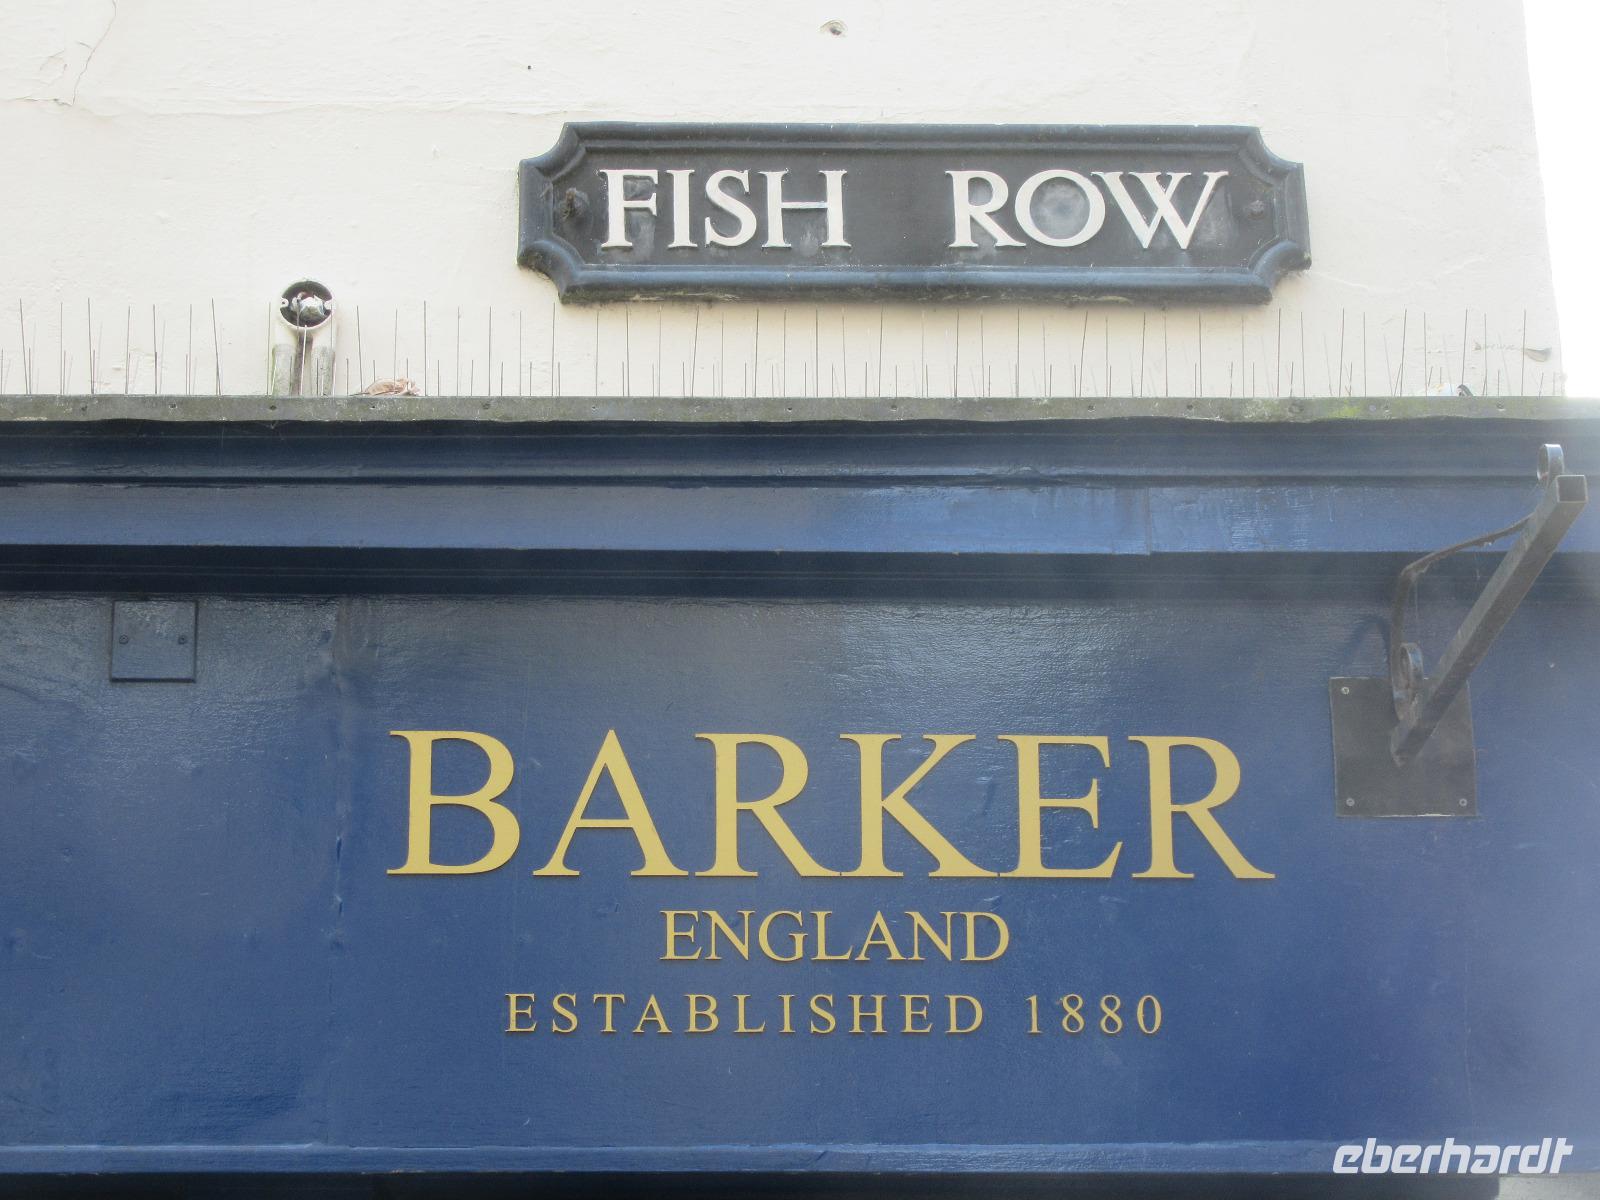 FISH ROW
BARKER
ENGLAND
ESTABLISHED 1880
eberhardt